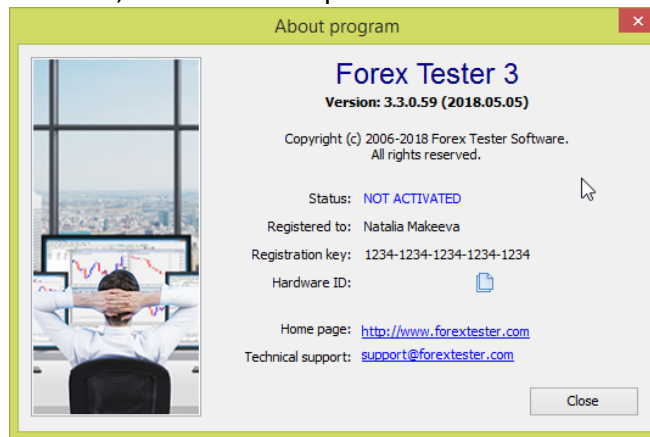 About program
Forex Tester 3
Version: 3.3.0.59 (2018.05.05)
Copyright (c) 2006-2018 Forex Tester Software.
All rights reserved.
Status: NOT ACTIVATED
Registered to: Natalia Makeeva
Registration key: 1234-1234-1234-1234-1234
Hardware ID:
Home page: http://www.forextester.com
Technical support: support@forextester.com
Close